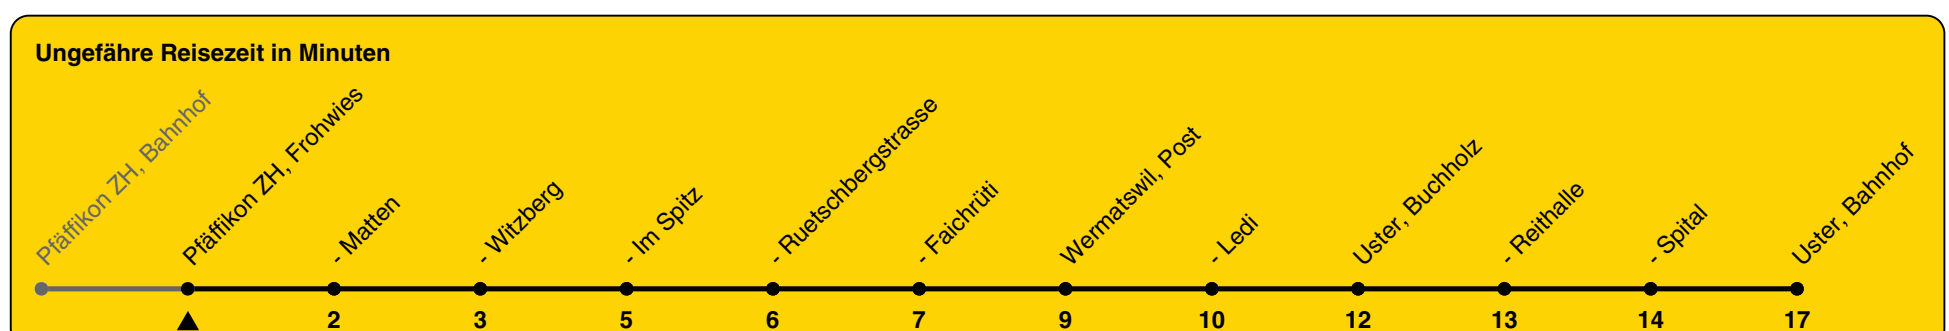 Ungefähre Reisezeit in Minuten
Pfäffikon ZH, Bahnhof
Pfäffikon ZH, Frohwies
- Matten
- Witzberg
- Im Spitz
- Ruetschbergstrasse
- Faichrüti
Wermatswil, Post
- Ledi
Uster, Buchholz
- Reithalle
- Spital
Uster, Bahnhof
2 3 5 6 7 9 10 12 13 14 17